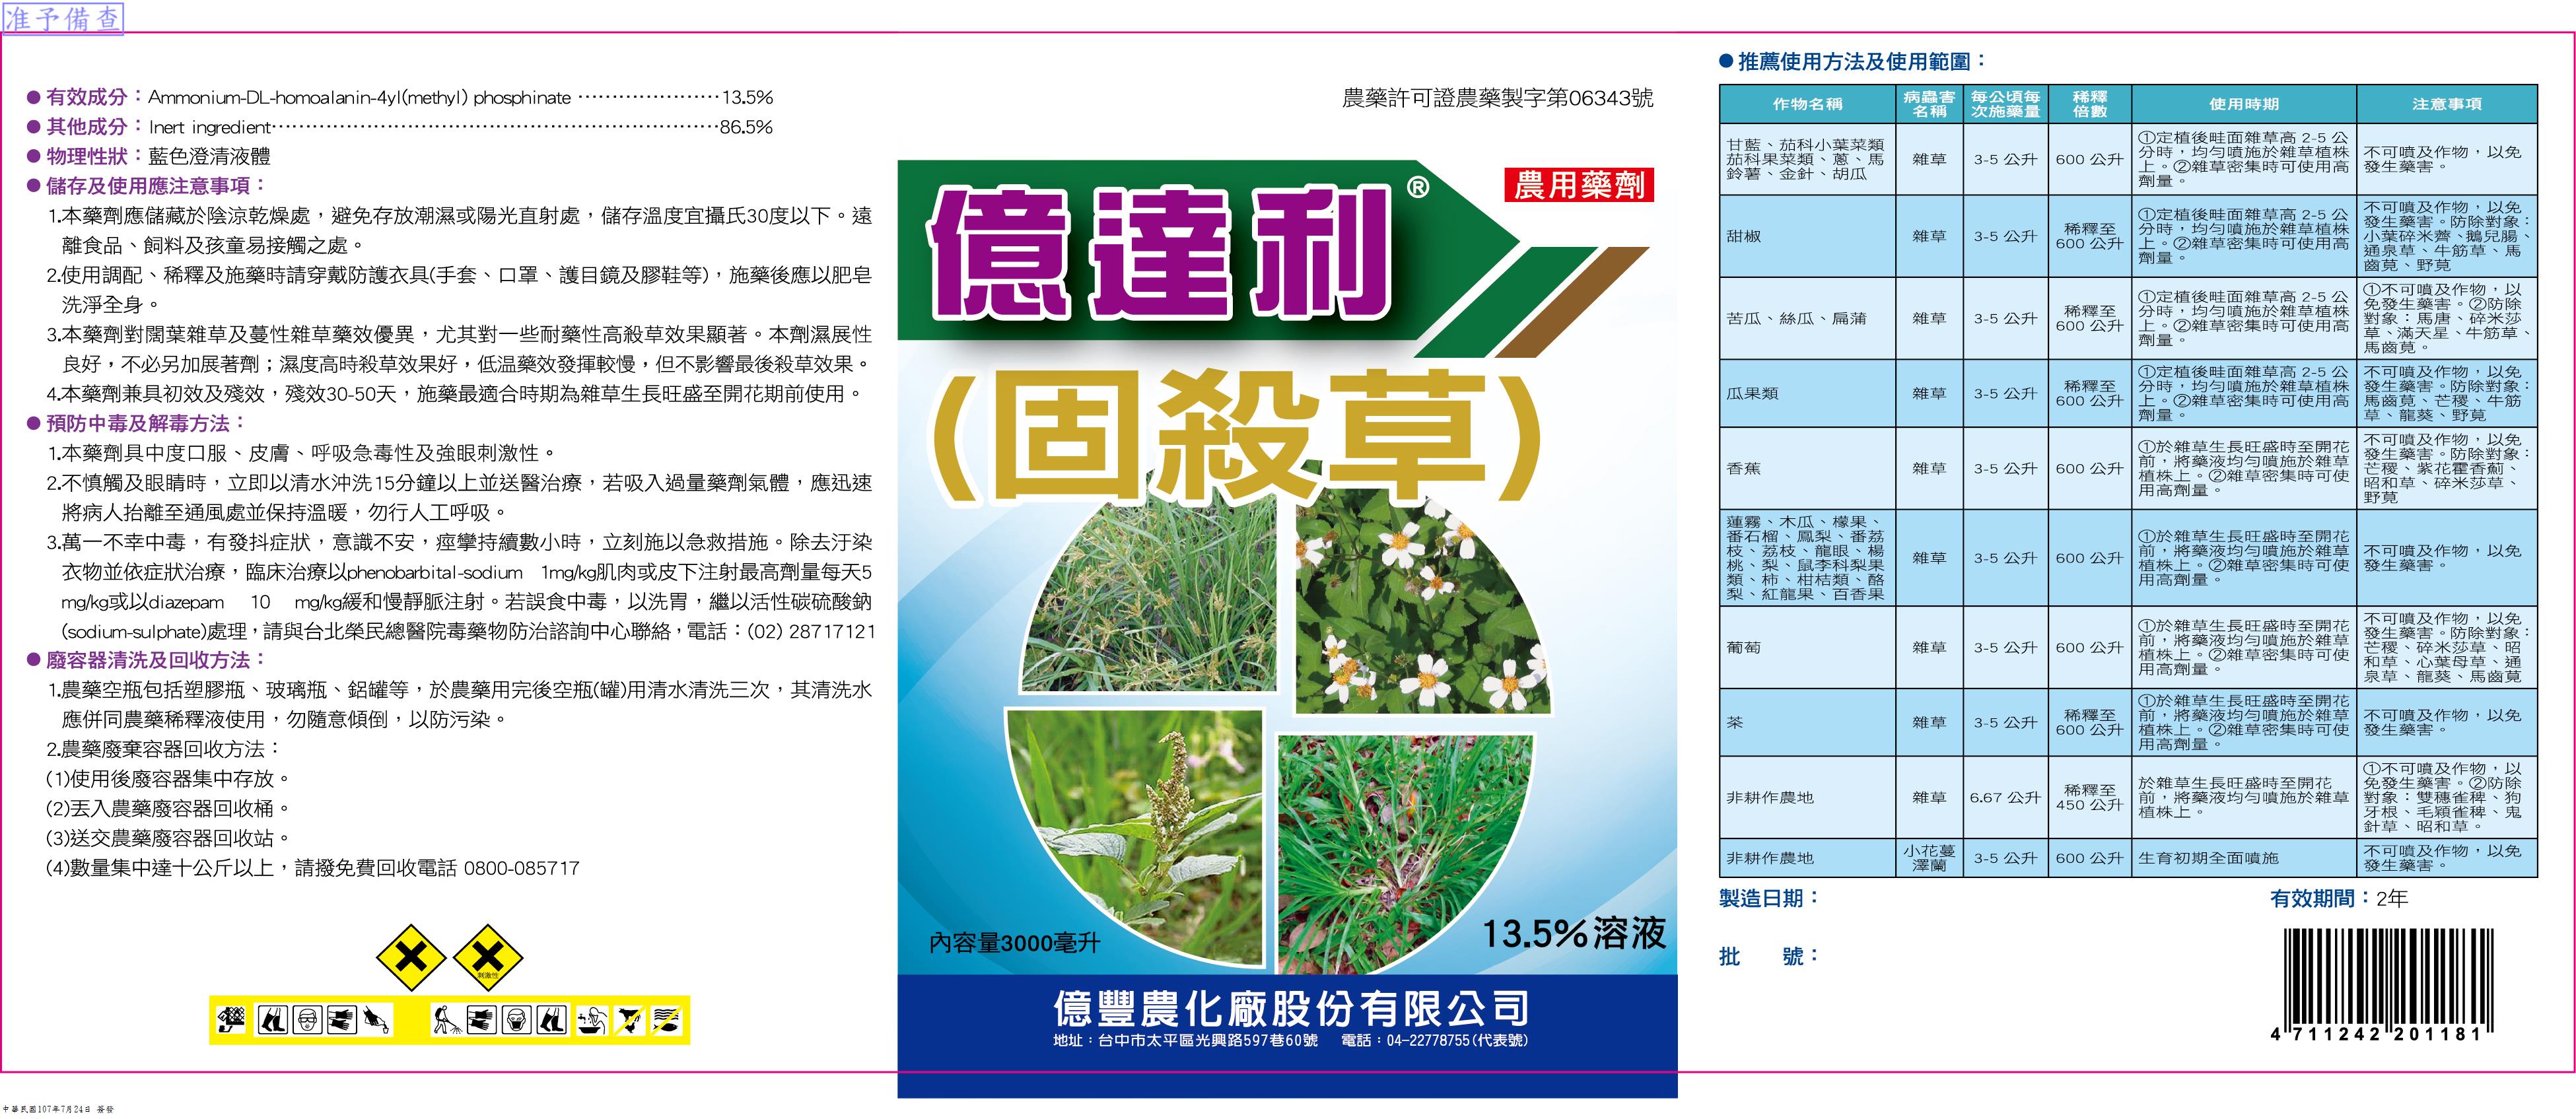 准予備查
●有效成分：Ammonium-DL-homoalanin-4yl(methyl) phosphinate ‧‧‧‧‧‧‧‧‧‧‧‧‧‧‧‧‧‧‧‧‧13.5%
●其他成分：Inert ingredient‧‧‧‧‧‧‧‧‧‧‧‧‧‧‧‧‧‧‧‧‧‧‧‧‧‧‧‧‧‧‧‧‧‧‧‧‧‧‧‧‧‧‧‧‧‧‧‧‧‧‧‧‧‧‧‧‧‧‧‧‧‧‧‧‧‧86.5%
●物理性狀：藍色澄清液體
●儲存及使用應注意事項：
1.本藥劑應儲藏於陰涼乾燥處，避免存放潮濕或陽光直射處，儲存溫度宜攝氏30度以下。遠
離食品、飼料及孩童易接觸之處。
2.使用調配、稀釋及施藥時請穿戴防護衣具(手套、口罩、護目鏡及膠鞋等)，施藥後應以肥皂
洗淨全身。
3.本藥劑對闊葉雜草及蔓性雜草藥效優異，尤其對一些耐藥性高殺草效果顯著。本劑濕展性
良好，不必另加展著劑；濕度高時殺草效果好，低溫藥效發揮較慢，但不影響最後殺草效果。
4.本藥劑兼具初效及殘效，殘效30-50天，施藥最適合時期為雜草生長旺盛至開花期前使用。
●預防中毒及解毒方法：
1.本藥劑具中度口服、皮膚、呼吸急毒性及強眼刺激性。
2.不慎觸及眼睛時，立即以清水沖洗15分鐘以上並送醫治療，若吸入過量藥劑氣體，應迅速
將病人抬離至通風處並保持溫暖，勿行人工呼吸。
3.萬一不幸中毒，有發抖症狀，意識不安，痙攣持續數小時，立刻施以急救措施。除去汙染
衣物並依症狀治療，臨床治療以phenobarbital-sodium 1mg/kg肌肉或皮下注射最高劑量每天5
mg/kg或以diazepam 10 mg/kg緩和慢靜脈注射。若誤食中毒，以洗胃，繼以活性碳硫酸鈉
(sodium-sulphate)處理，請與台北榮民總醫院毒藥物防治諮詢中心聯絡，電話：(02) 28717121
●廢容器清洗及回收方法：
1.農藥空瓶包括塑膠瓶、玻璃瓶、鋁罐等，於農藥用完後空瓶(罐)用清水清洗三次，其清洗水
應併同農藥稀釋液使用，勿隨意傾倒，以防污染。
2.農藥廢棄容器回收方法：
(1)使用後廢容器集中存放。
(2)丟入農藥廢容器回收桶。
(3)送交農藥廢容器回收站。
(4)數量集中達十公斤以上，請撥免費回收電話 0800-085717
刺激性
農藥許可證農藥製字第06343號
農用藥劑
億達利®
(固殺草)
內容量3000毫升
13.5%溶液
億豐農化廠股份有限公司
地址：台中市太平區光興路597巷60號 電話：04-22778755(代表號)
●推薦使用方法及使用範圍：
作物名稱 病蟲害名稱 每公頃每次施藥量 稀釋倍數 使用時期 注意事項
甘藍、茄科小葉菜類茄科果菜類、蔥、馬鈴薯、金針、胡瓜 雜草 3-5 公升 600 公升 ①定植後畦面雜草高 2-5 公分時，均勻噴施於雜草植株上。②雜草密集時可使用高劑量。 不可噴及作物，以免發生藥害。
甜椒 雜草 3-5 公升 稀釋至600 公升 ①定植後畦面雜草高 2-5 公分時，均勻噴施於雜草植株上。②雜草密集時可使用高劑量。 不可噴及作物，以免發生藥害。防除對象：小葉碎米薺、鵝兒腸、通泉草、牛筋草、馬齒莧、野莧
苦瓜、絲瓜、扁蒲 雜草 3-5 公升 稀釋至600 公升 ①定植後畦面雜草高 2-5 公分時，均勻噴施於雜草植株上。②雜草密集時可使用高劑量。 ①不可噴及作物，以免發生藥害。②防除對象：馬唐、碎米莎草、滿天星、牛筋草、馬齒莧。
瓜果類 雜草 3-5 公升 稀釋至600 公升 ①定植後畦面雜草高 2-5 公分時，均勻噴施於雜草植株上。②雜草密集時可使用高劑量。 不可噴及作物，以免發生藥害。防除對象：馬齒莧、芒稷、牛筋草、龍葵、野莧
香蕉 雜草 3-5 公升 600 公升 ①於雜草生長旺盛時至開花前，將藥液均勻噴施於雜草植株上。②雜草密集時可使用高劑量。 不可噴及作物，以免發生藥害。防除對象：芒稷、紫花霍香薊、昭和草、碎米莎草、野莧
蓮霧、木瓜、檬果、番石榴、鳳梨、番荔枝、荔枝、龍眼、楊桃、梨、鼠李科梨果類、柿、柑桔類、酪梨、紅龍果、百香果 雜草 3-5 公升 600 公升 ①於雜草生長旺盛時至開花前，將藥液均勻噴施於雜草植株上。②雜草密集時可使用高劑量。 不可噴及作物，以免發生藥害。
葡萄 雜草 3-5 公升 600 公升 ①於雜草生長旺盛時至開花前，將藥液均勻噴施於雜草植株上。②雜草密集時可使用高劑量。 不可噴及作物，以免發生藥害。防除對象：芒稷、碎米莎草、昭和草、心葉母草、通泉草、龍葵、馬齒莧
茶 雜草 3-5 公升 稀釋至600 公升 ①於雜草生長旺盛時至開花前，將藥液均勻噴施於雜草植株上。②雜草密集時可使用高劑量。 不可噴及作物，以免發生藥害。
非耕作農地 雜草 6.67 公升 稀釋至450 公升 於雜草生長旺盛時至開花前，將藥液均勻噴施於雜草植株上。 ①不可噴及作物，以免發生藥害。②防除對象：雙穗雀稗、狗牙根、毛穎雀稗、鬼針草、昭和草。
非耕作農地 小花蔓澤蘭 3-5 公升 600 公升 生育初期全面噴施 不可噴及作物，以免發生藥害。
製造日期： 有效期間：2年
批 號：
4 711242 201181
中華民國107年7月24日 簽發